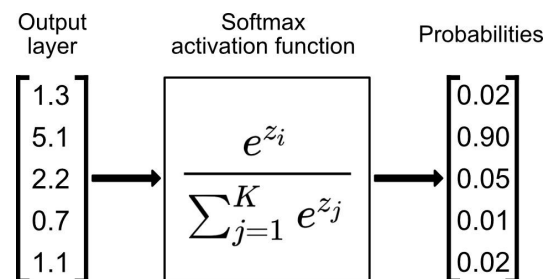 Output
layer
Softmax
activation function
Probabilities
1.3
5.1
2.2
0.7
1.1
e^{z_i}
\sum_{j=1}^{K} e^{z_j}
0.02
0.90
0.05
0.01
0.02